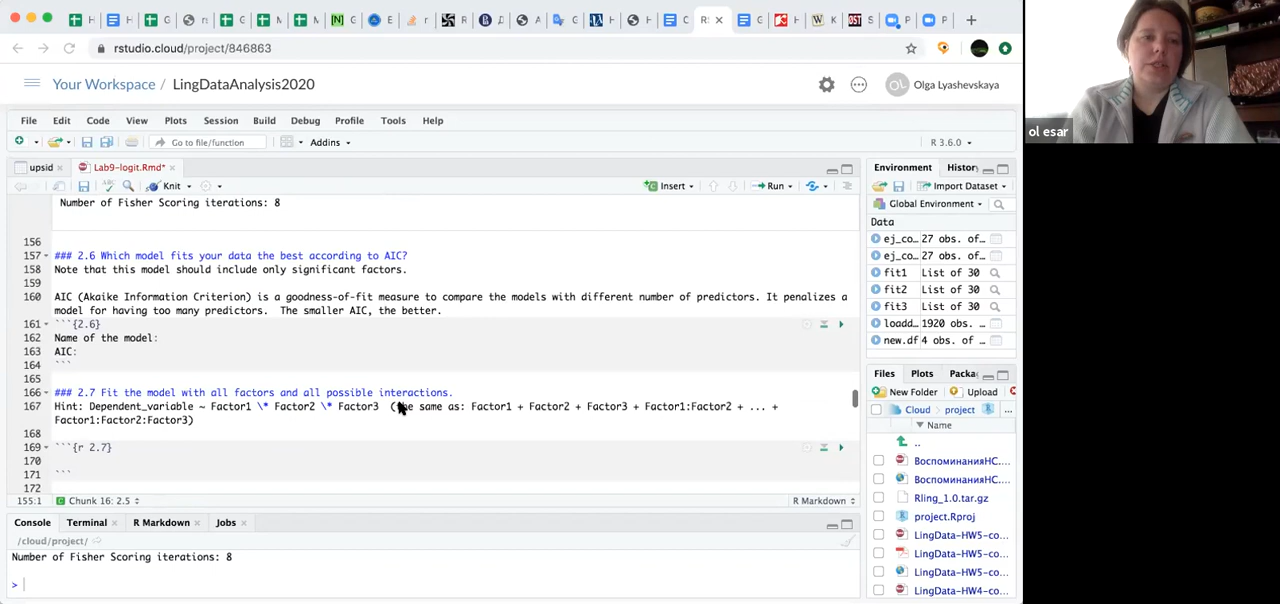 rstudio.cloud/project/846863
Your Workspace / LingDataAnalysis2020
Olga Lyashevskaya
ol esar
File Edit Code View Plots Session Build Debug Profile Tools Help
Go to file/function
Addins
R 3.6.0
upsid
Lab9-logit.Rmd*
Knit
Insert
Run
Number of Fisher Scoring iterations: 8
156
157 ### 2.6 Which model fits your data the best according to AIC?
158 Note that this model should include only significant factors.
159
160 AIC (Akaike Information Criterion) is a goodness-of-fit measure to compare the models with different number of predictors. It penalizes a
model for having too many predictors.  The smaller AIC, the better.
161 ```{2.6}
162 Name of the model:
163 AIC:
164 ```
165
166 ### 2.7 Fit the model with all factors and all possible interactions.
167 Hint: Dependent_variable ~ Factor1 \* Factor2 \* Factor3  (the same as: Factor1 + Factor2 + Factor3 + Factor1:Factor2 + ... +
Factor1:Factor2:Factor3)
168
169 ```{r 2.7}
170
171 ```
172
155:1 Chunk 16: 2.5
R Markdown
Console Terminal R Markdown Jobs
/cloud/project/
Number of Fisher Scoring iterations: 8
>
Environment Histor
Import Dataset
Global Environment
Data
ej_co… 27 obs. of…
ej_co… 27 obs. of…
fit1 List of 30
fit2 List of 30
fit3 List of 30
loadd… 1920 obs. …
new.df 4 obs. of …
Files Plots Packa
New Folder Upload
Cloud project ...
Name
..
ВоспоминанияНС....
ВоспоминанияНС....
Rling_1.0.tar.gz
project.Rproj
LingData-HW5-co...
LingData-HW5-co...
LingData-HW5-co...
LingData-HW4-co...